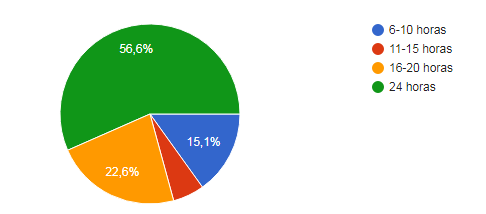 56,6%
15,1%
22,6%
6-10 horas
11-15 horas
16-20 horas
24 horas